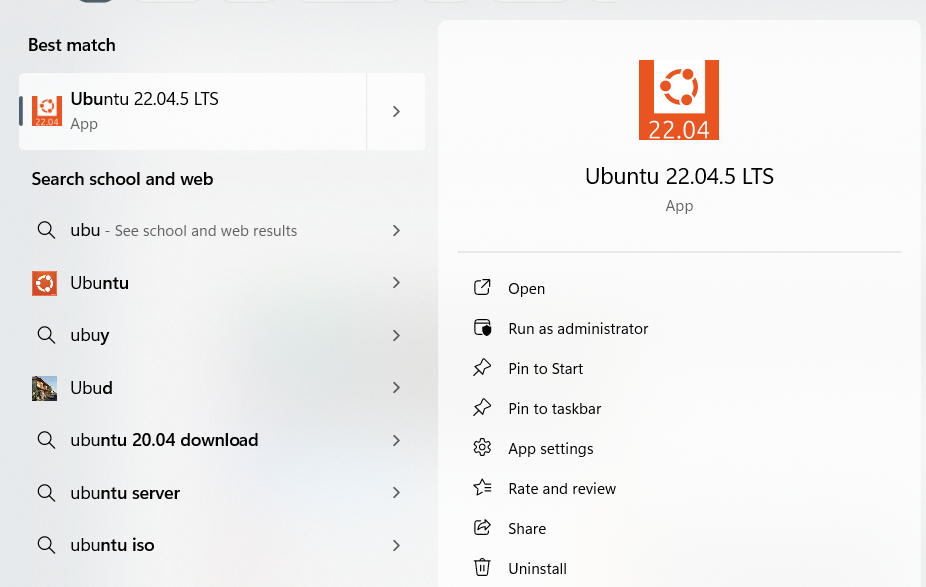 Best match
Ubuntu 22.04.5 LTS
App
22.04
Search school and web
ubu - See school and web results
Ubuntu
ubuy
Ubud
ubuntu 20.04 download
ubuntu server
ubuntu iso
22.04
Ubuntu 22.04.5 LTS
App
Open
Run as administrator
Pin to Start
Pin to taskbar
App settings
Rate and review
Share
Uninstall